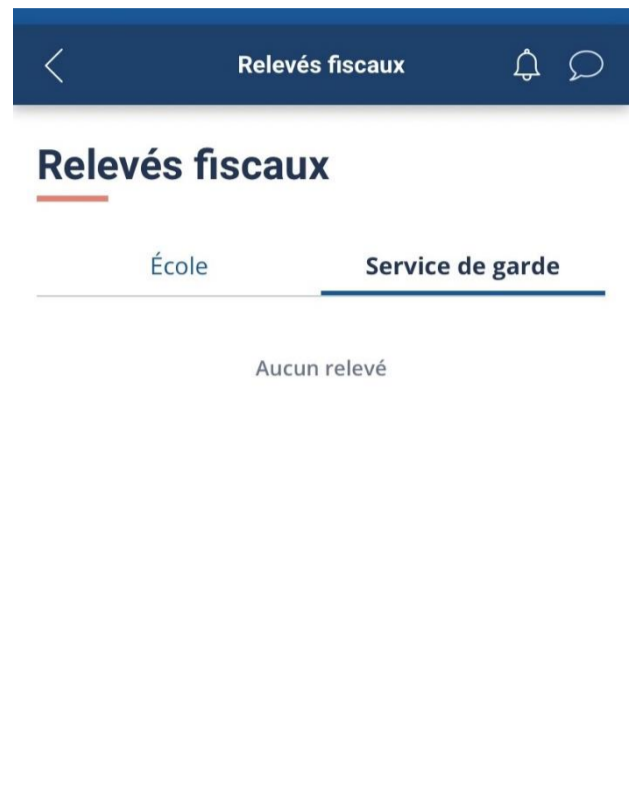 Relevés fiscaux
Relevés fiscaux
École Service de garde
Aucun relevé